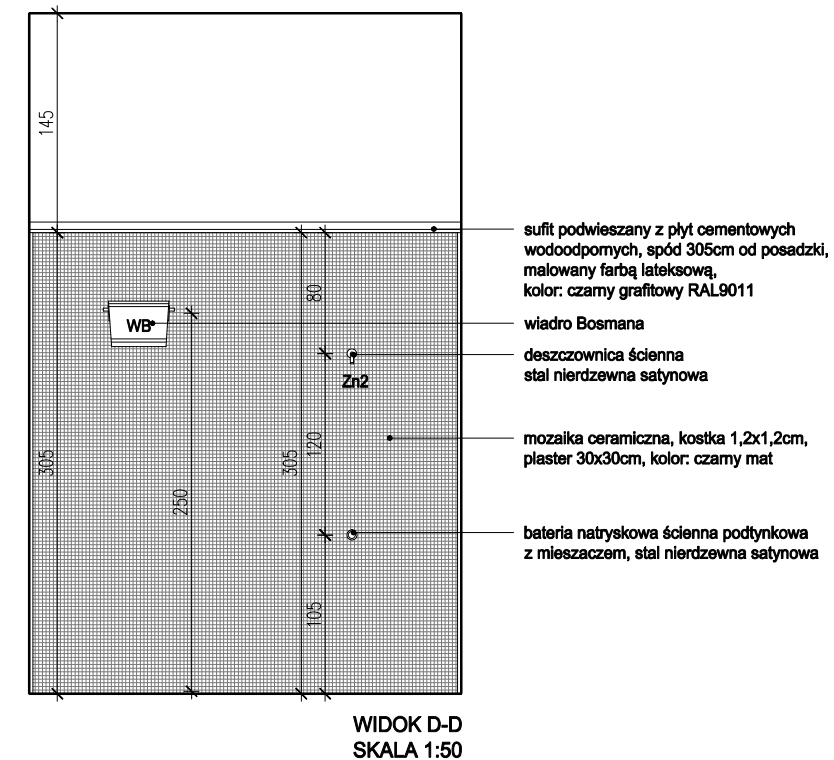 145
sufit podwieszany z płyt cementowych
wodoodpornych, spód 305cm od posadzki,
malowany farbą lateksową,
kolor: czarny grafitowy RAL9011
80
WB
wiadro Bosmana
deszczownica ścienna
stal nierdzewna satynowa
Zn2
mozaika ceramiczna, kostka 1,2x1,2cm,
plaster 30x30cm, kolor: czarny mat
305
250
305
120
bateria natryskowa ścienna podtynkowa
z mieszaczem, stal nierdzewna satynowa
105
WIDOK D-D
SKALA 1:50